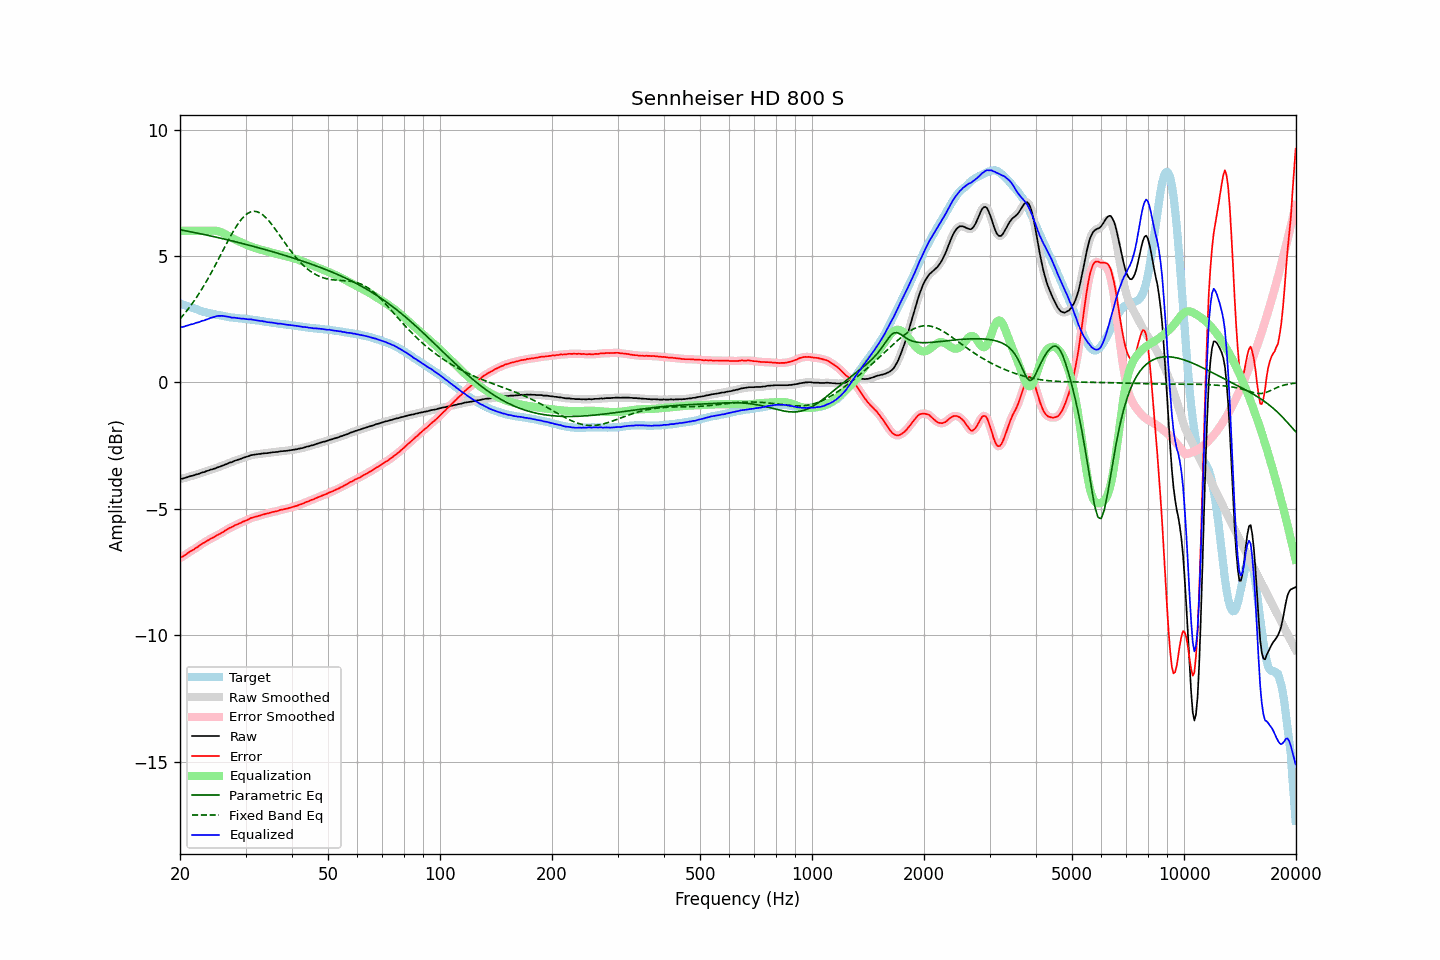 Sennheiser HD 800 S
10
5
0
−5
−10
−15
Amplitude (dBr)
Target
Raw Smoothed
Error Smoothed
Raw
Error
Equalization
Parametric Eq
Fixed Band Eq
Equalized
20 50 100 200 500 1000 2000 5000 10000 20000
Frequency (Hz)